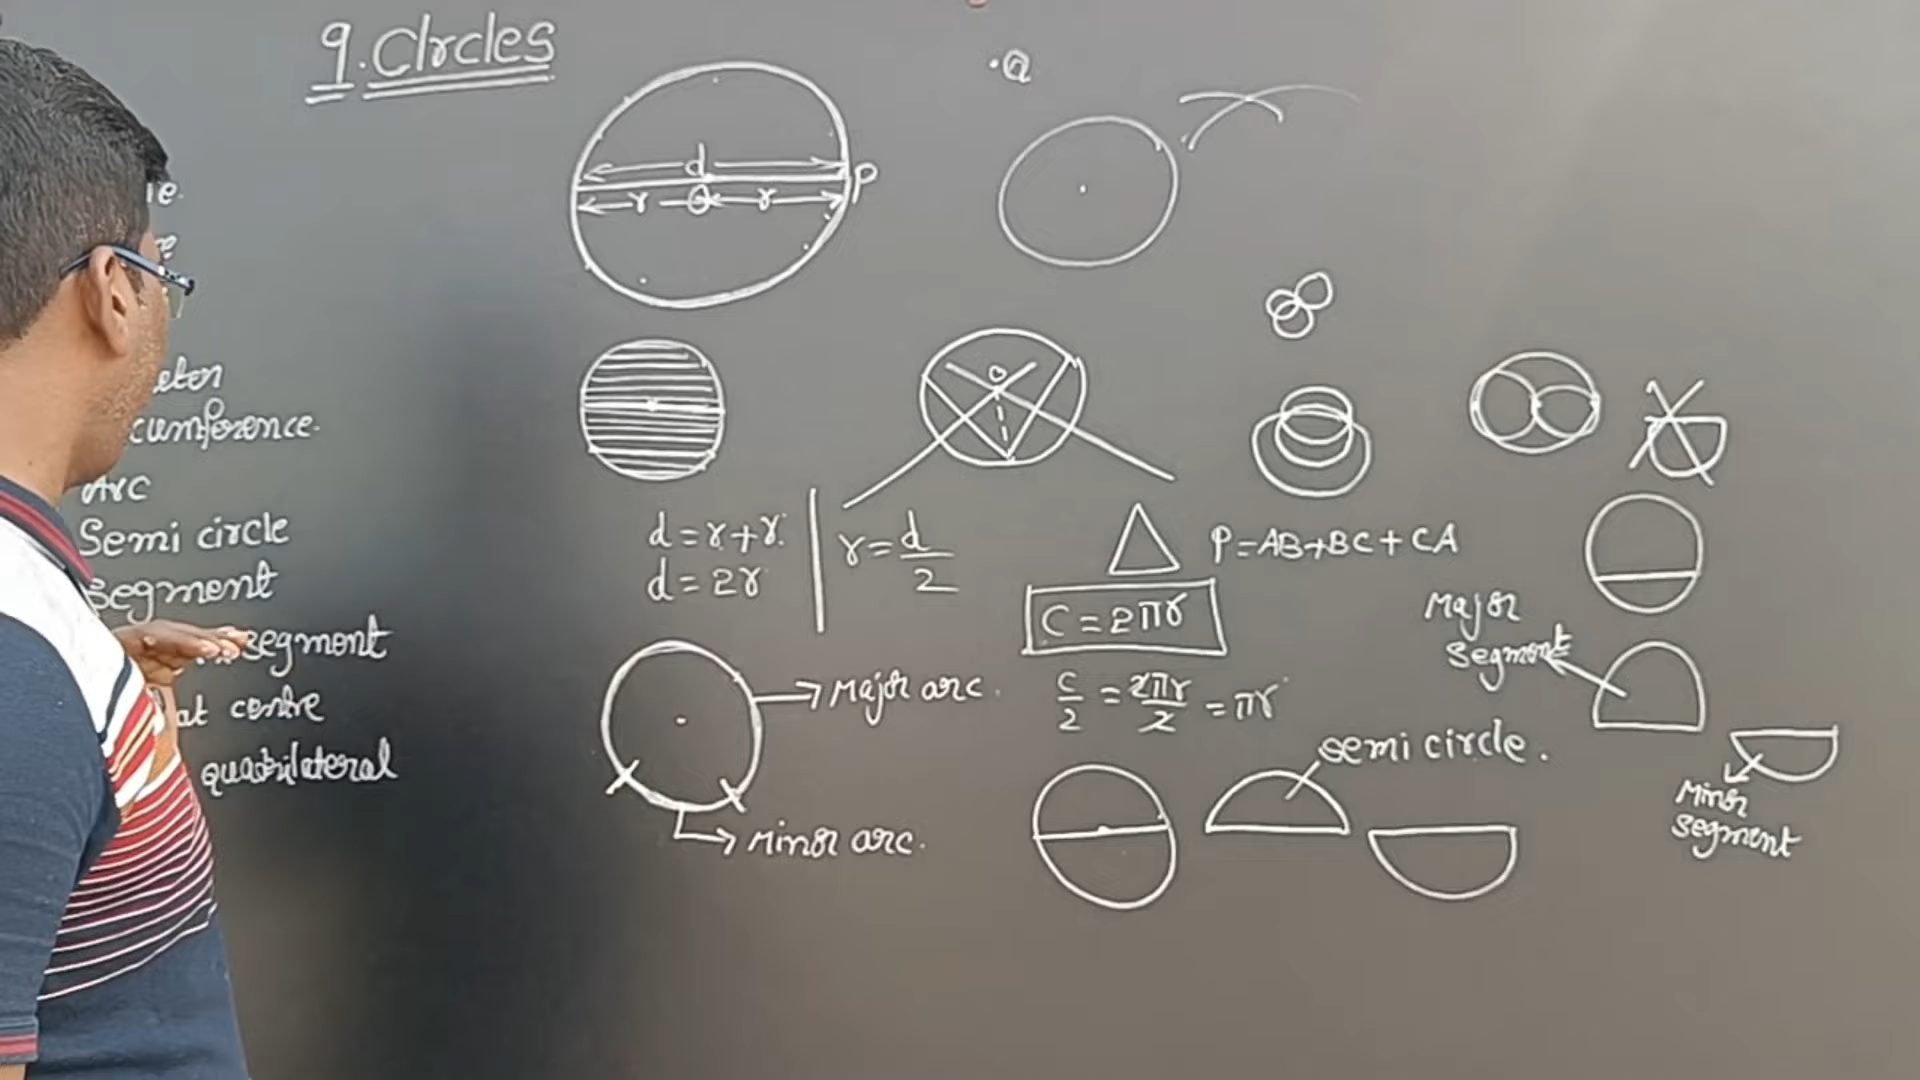 9. Circles
d
r
O
r
P
.Q
cumference.
Arc
Semi circle
Segment
segment
at centre
quadrilateral
O
d = r + r.
d = 2r
r = d/2
P = AB + BC + CA
C = 2πr
C/2 = 2πr/2 = πr
Major arc.
Minor arc.
Semi circle.
Major
Segment
Minor
Segment